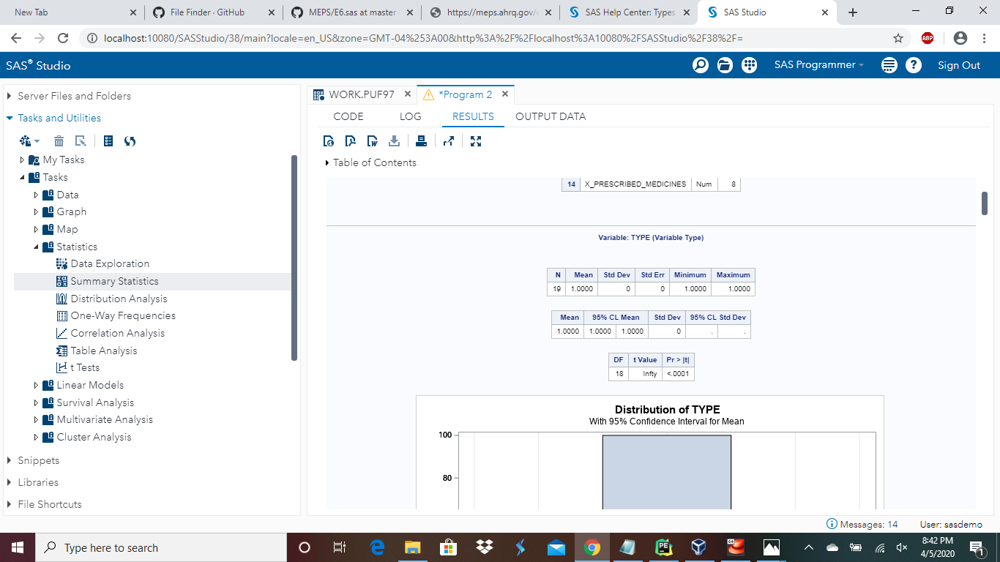 New Tab
File Finder · GitHub
MEPS/E6.sas at master
https://meps.ahrq.gov/
SAS Help Center: Types
SAS Studio
localhost:10080/SASStudio/38/main?locale=en_US&zone=GMT-04%253A00&http%3A%2F%2Flocalhost%3A10080%2FSASStudio%2F38%2F=
ABP
SAS® Studio
SAS Programmer
Sign Out
Server Files and Folders
Tasks and Utilities
My Tasks
Tasks
Data
Graph
Map
Statistics
Data Exploration
Summary Statistics
Distribution Analysis
One-Way Frequencies
Correlation Analysis
Table Analysis
t Tests
Linear Models
Survival Analysis
Multivariate Analysis
Cluster Analysis
Snippets
Libraries
File Shortcuts
WORK.PUF97
*Program 2
CODE LOG RESULTS OUTPUT DATA
Table of Contents
14 X_PRESCRIBED_MEDICINES Num 8
Variable: TYPE (Variable Type)
N Mean Std Dev Std Err Minimum Maximum
19 1.0000 0 0 1.0000 1.0000
Mean 95% CL Mean Std Dev 95% CL Std Dev
1.0000 1.0000 1.0000 0 . .
DF t Value Pr > |t|
18 Infty <.0001
Distribution of TYPE
With 95% Confidence Interval for Mean
100
80
Messages: 14 User: sasdemo
Type here to search
8:42 PM
4/5/2020
1